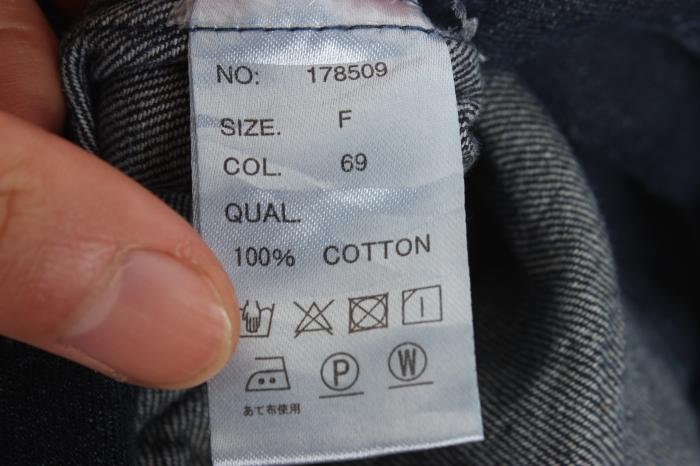 NO: 178509
SIZE. F
COL. 69
QUAL.
100% COTTON
P W
あて布使用